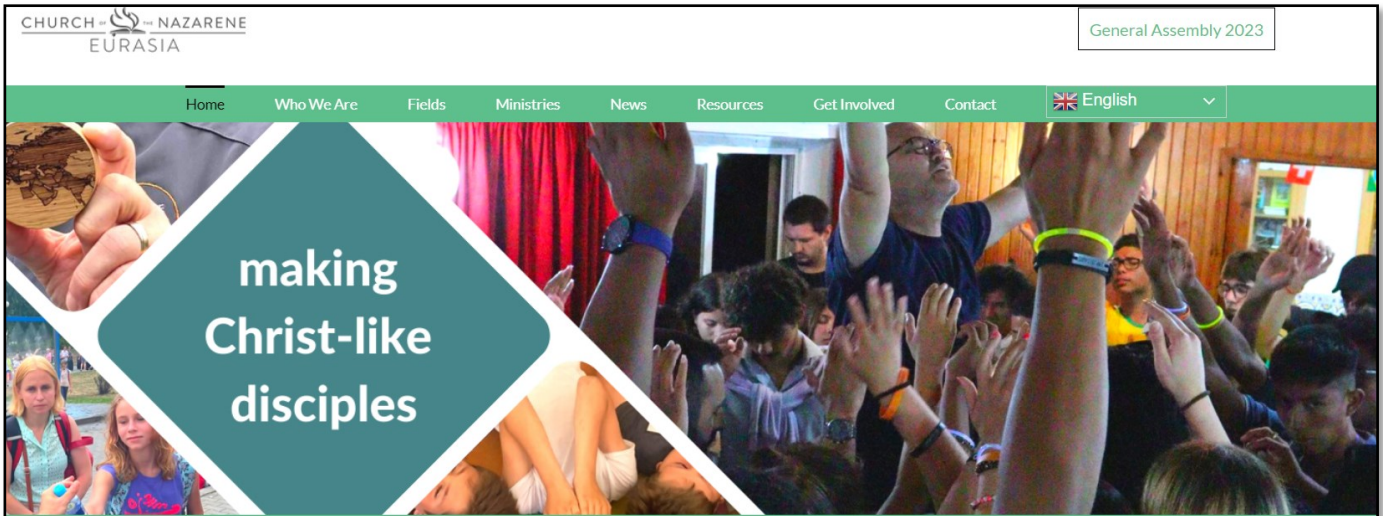 CHURCH OF THE NAZARENE
EURASIA
General Assembly 2023
Home Who We Are Fields Ministries News Resources Get Involved Contact English
making
Christ-like
disciples